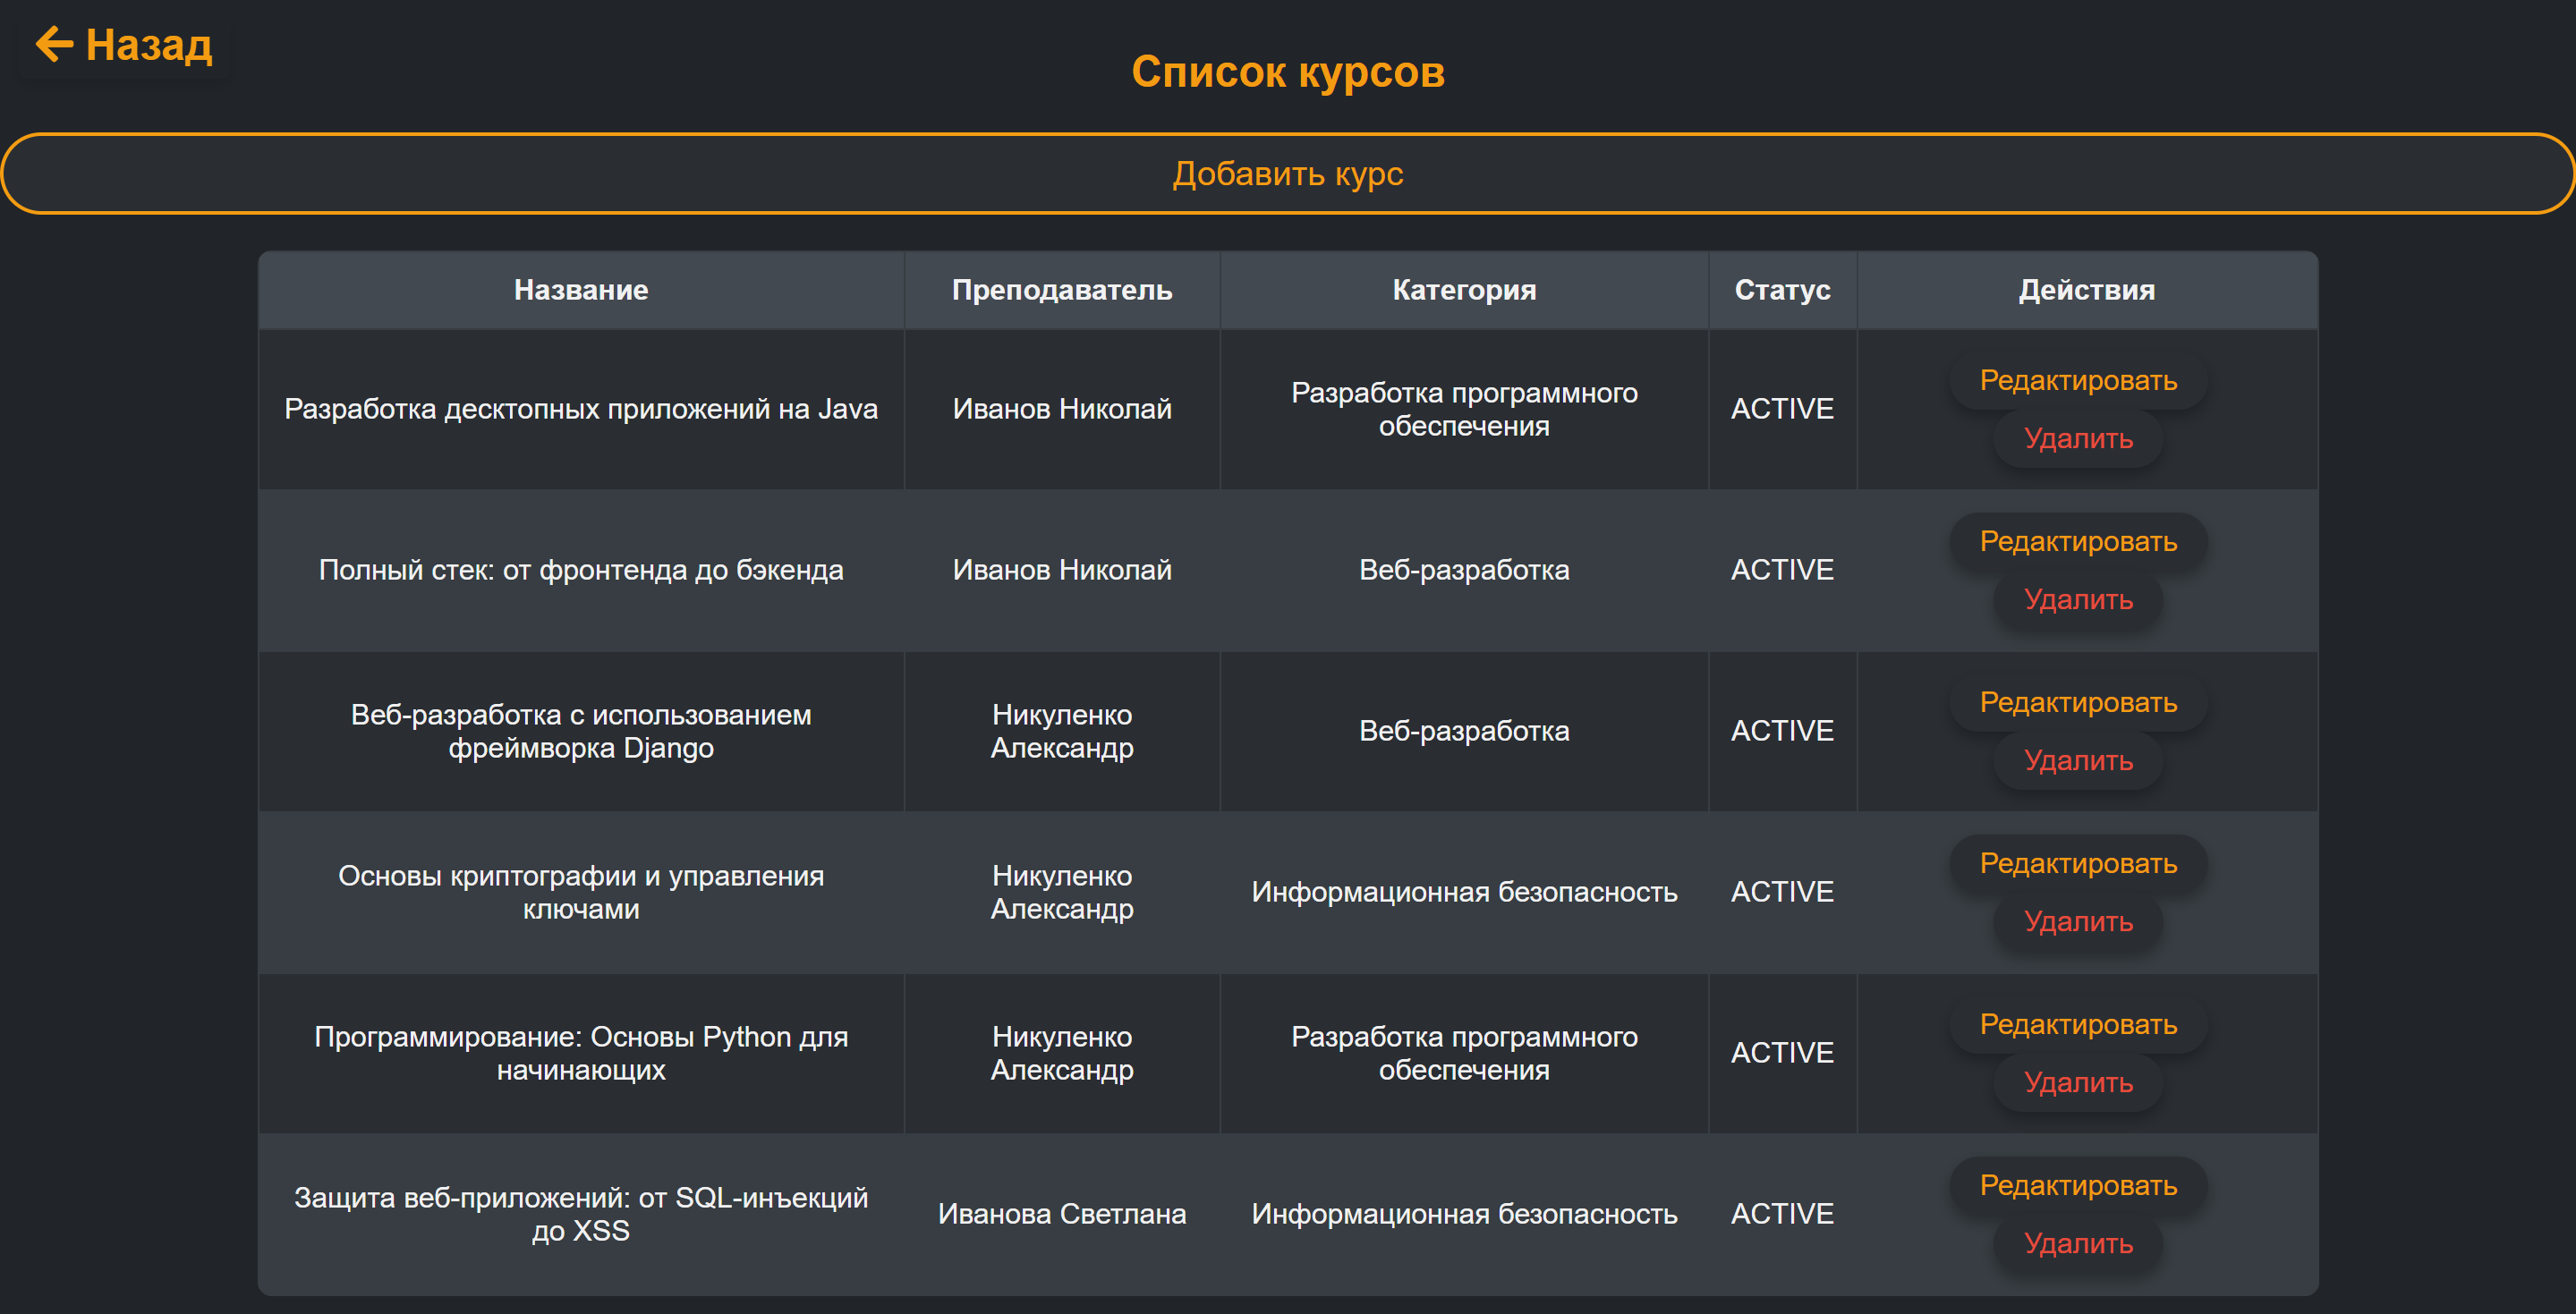 Назад
Список курсов
Добавить курс
Название Преподаватель Категория Статус Действия
Разработка десктопных приложений на Java Иванов Николай Разработка программного обеспечения ACTIVE Редактировать Удалить
Полный стек: от фронтенда до бэкенда Иванов Николай Веб-разработка ACTIVE Редактировать Удалить
Веб-разработка с использованием фреймворка Django Никуленко Александр Веб-разработка ACTIVE Редактировать Удалить
Основы криптографии и управления ключами Никуленко Александр Информационная безопасность ACTIVE Редактировать Удалить
Программирование: Основы Python для начинающих Никуленко Александр Разработка программного обеспечения ACTIVE Редактировать Удалить
Защита веб-приложений: от SQL-инъекций до XSS Иванова Светлана Информационная безопасность ACTIVE Редактировать Удалить